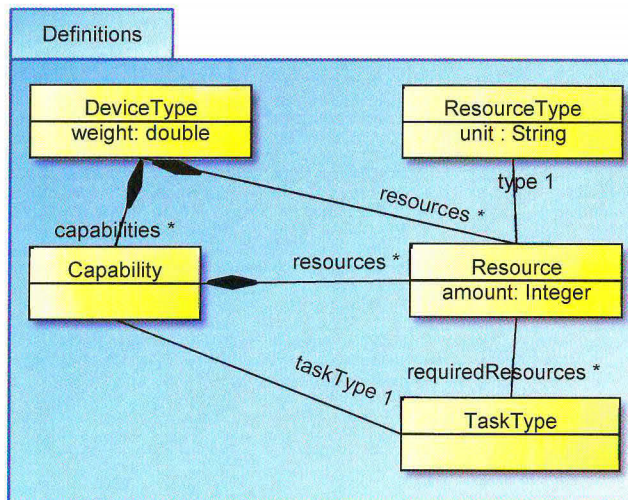 Definitions
DeviceType
weight: double
ResourceType
unit : String
type 1
resources *
capabilities *
Capability
resources *
Resource
amount: Integer
taskType 1
requiredResources *
TaskType